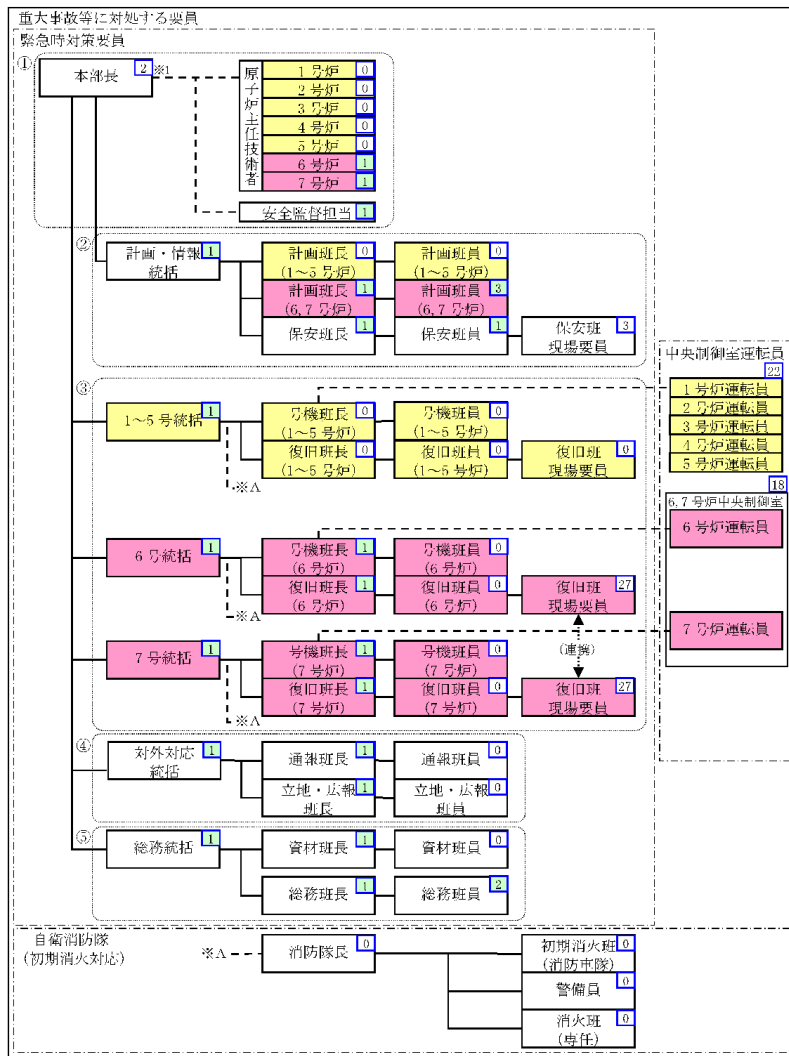 重大事故等に対処する要員
緊急時対策要員
①
本部長
2
※1
原子炉主任技術者
1号炉 0
2号炉 0
3号炉 0
4号炉 0
5号炉 0
6号炉 1
7号炉 1
安全監督担当 1
②
計画・情報 1
統括
計画班長 0
(1～5号炉)
計画班員 0
(1～5号炉)
計画班長 1
(6,7号炉)
計画班員 3
(6,7号炉)
保安班長 1
保安班員 1
保安班 3
現場要員
中央制御室運転員
22
1号炉運転員
2号炉運転員
3号炉運転員
4号炉運転員
5号炉運転員
18
6,7号炉中央制御室
6号炉運転員
7号炉運転員
③
1～5号統括 1
※A
号機班長 0
(1～5号炉)
号機班員 0
(1～5号炉)
復旧班長 0
(1～5号炉)
復旧班員 0
(1～5号炉)
復旧班 0
現場要員
6号統括 1
※A
号機班長 1
(6号炉)
号機班員 0
(6号炉)
復旧班長 1
(6号炉)
復旧班員 0
(6号炉)
復旧班 27
現場要員
(連携)
7号統括 1
※A
号機班長 1
(7号炉)
号機班員 0
(7号炉)
復旧班長 1
(7号炉)
復旧班員 0
(7号炉)
復旧班 27
現場要員
④
対外対応 1
統括
通報班長 1
通報班員 0
立地・広報 1
班長
立地・広報 0
班員
⑤
総務統括 1
資材班長 1
資材班員 0
総務班長 1
総務班員 2
自衛消防隊
(初期消火対応)
※A
消防隊長 0
初期消火班 0
(消防車隊)
警備員 0
消火班 0
(専任)